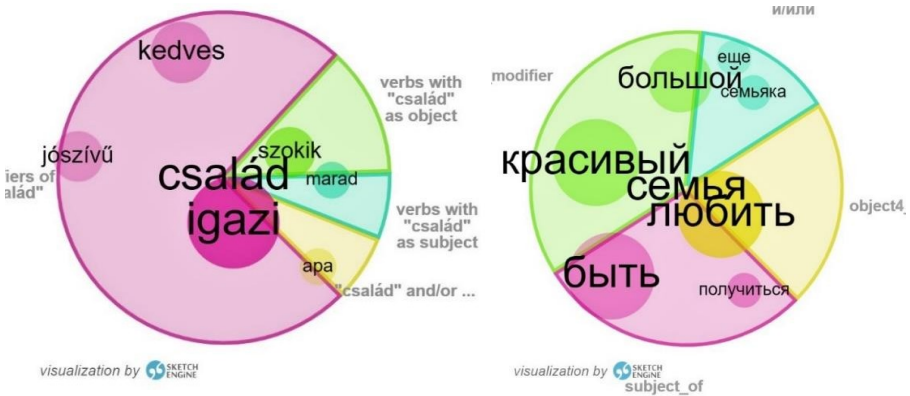 kedves
verbs with
"család"
as object
jószívű
szokik
család
marad
igazi
fiers of
alád"
verbs with
"család"
as subject
apa
"család" and/or ...
visualization by SKETCH ENGINE
и/или
modifier
еще
большой
семьяка
красивый
семья
любить
object4_
быть
получиться
visualization by SKETCH ENGINE
subject_of